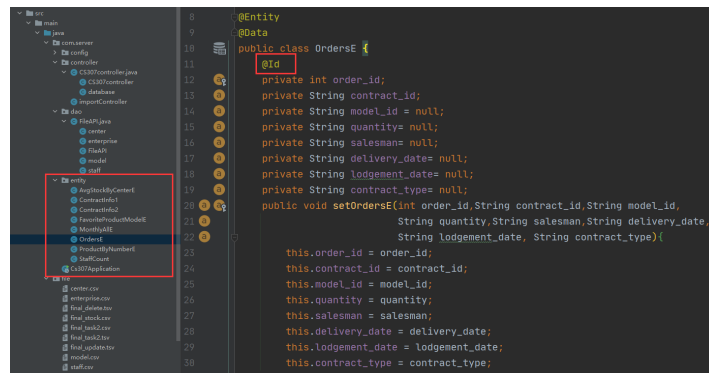 src
main
java
com.server
config
controller
CS307controller.java
CS307controller
database
importController
dao
FileAPI.java
center
enterprise
FileAPI
model
staff
entity
AvgStockByCenterE
ContractInfo1
ContractInfo2
FavoriteProductModelE
MonthlyAllE
OrdersE
ProductByNumberE
StaffCount
Cs307Application
file
center.csv
enterprise.csv
final_delete.tsv
final_stock.csv
final_task2.csv
final_task2.tsv
final_update.tsv
model.csv
staff.csv
8 @Entity
9 @Data
10 public class OrdersE {
11 @Id
12 private int order_id;
13 private String contract_id;
14 private String model_id = null;
15 private String quantity= null;
16 private String salesman= null;
17 private String delivery_date= null;
18 private String lodgement_date= null;
19 private String contract_type= null;
20 public void setOrdersE(int order_id,String contract_id,String model_id,
21 String quantity,String salesman,String delivery_date,
22 String lodgement_date, String contract_type){
23 this.order_id = order_id;
24 this.contract_id = contract_id;
25 this.model_id = model_id;
26 this.quantity = quantity;
27 this.salesman = salesman;
28 this.delivery_date = delivery_date;
29 this.lodgement_date = lodgement_date;
30 this.contract_type = contract_type;